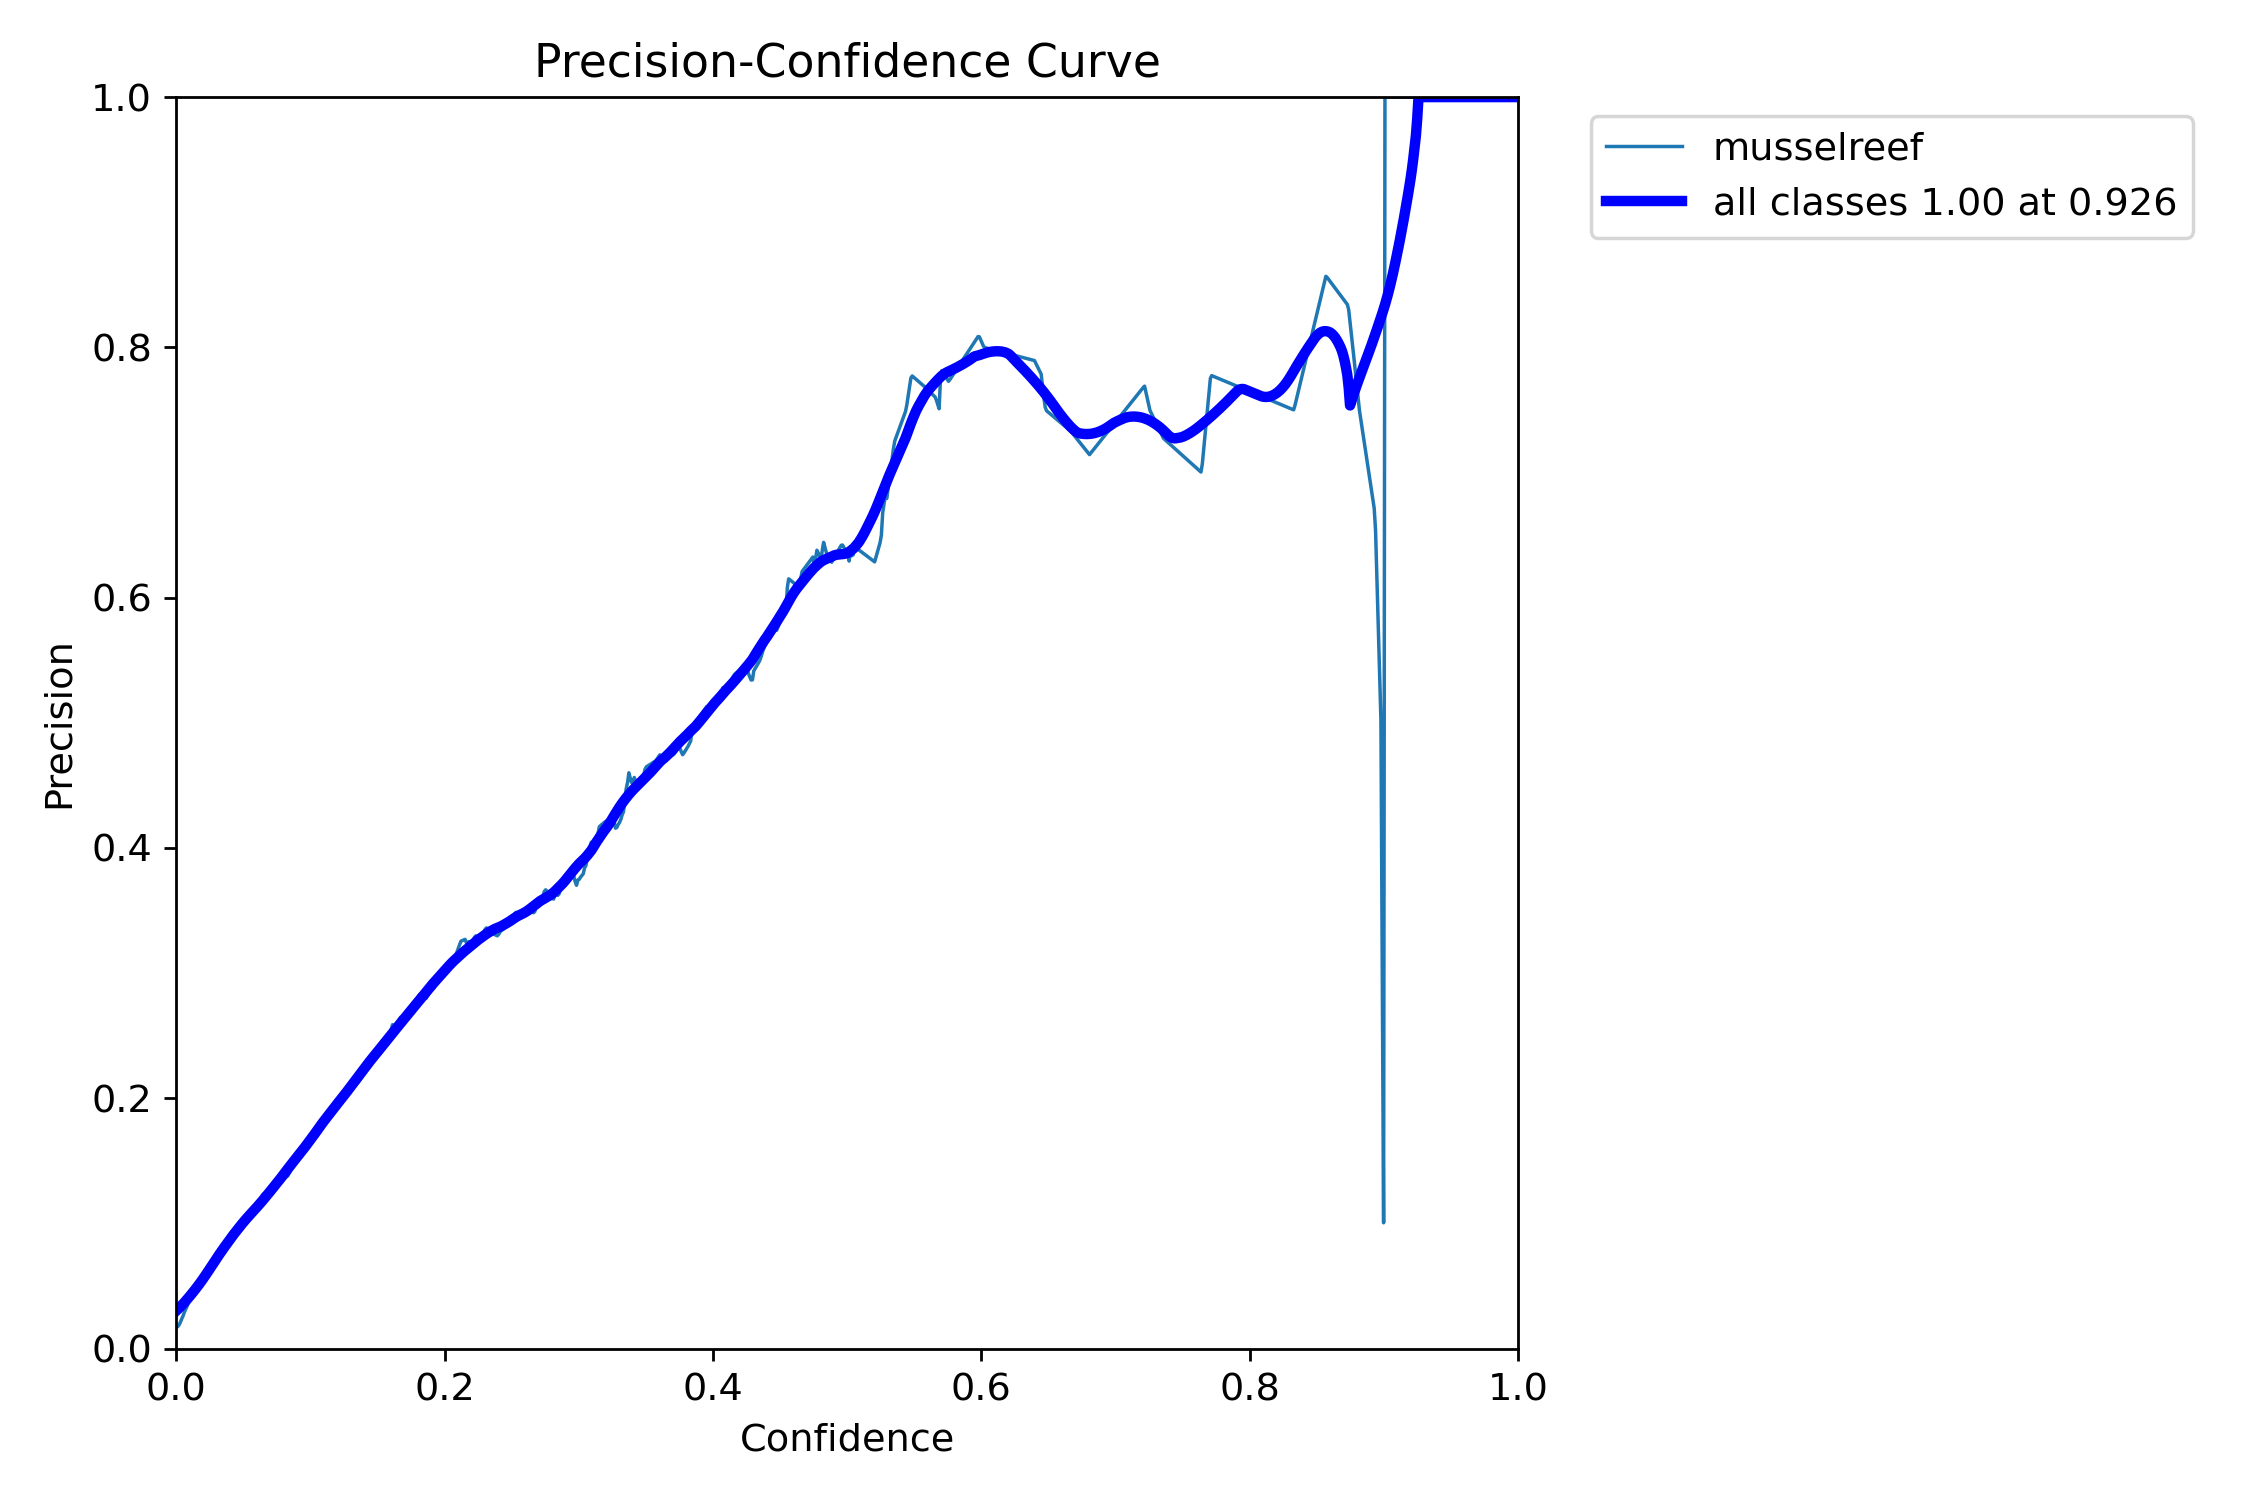 Precision-Confidence Curve
musselreef
all classes 1.00 at 0.926
1.0
0.8
0.6
0.4
0.2
0.0
Precision
0.0 0.2 0.4 0.6 0.8 1.0
Confidence